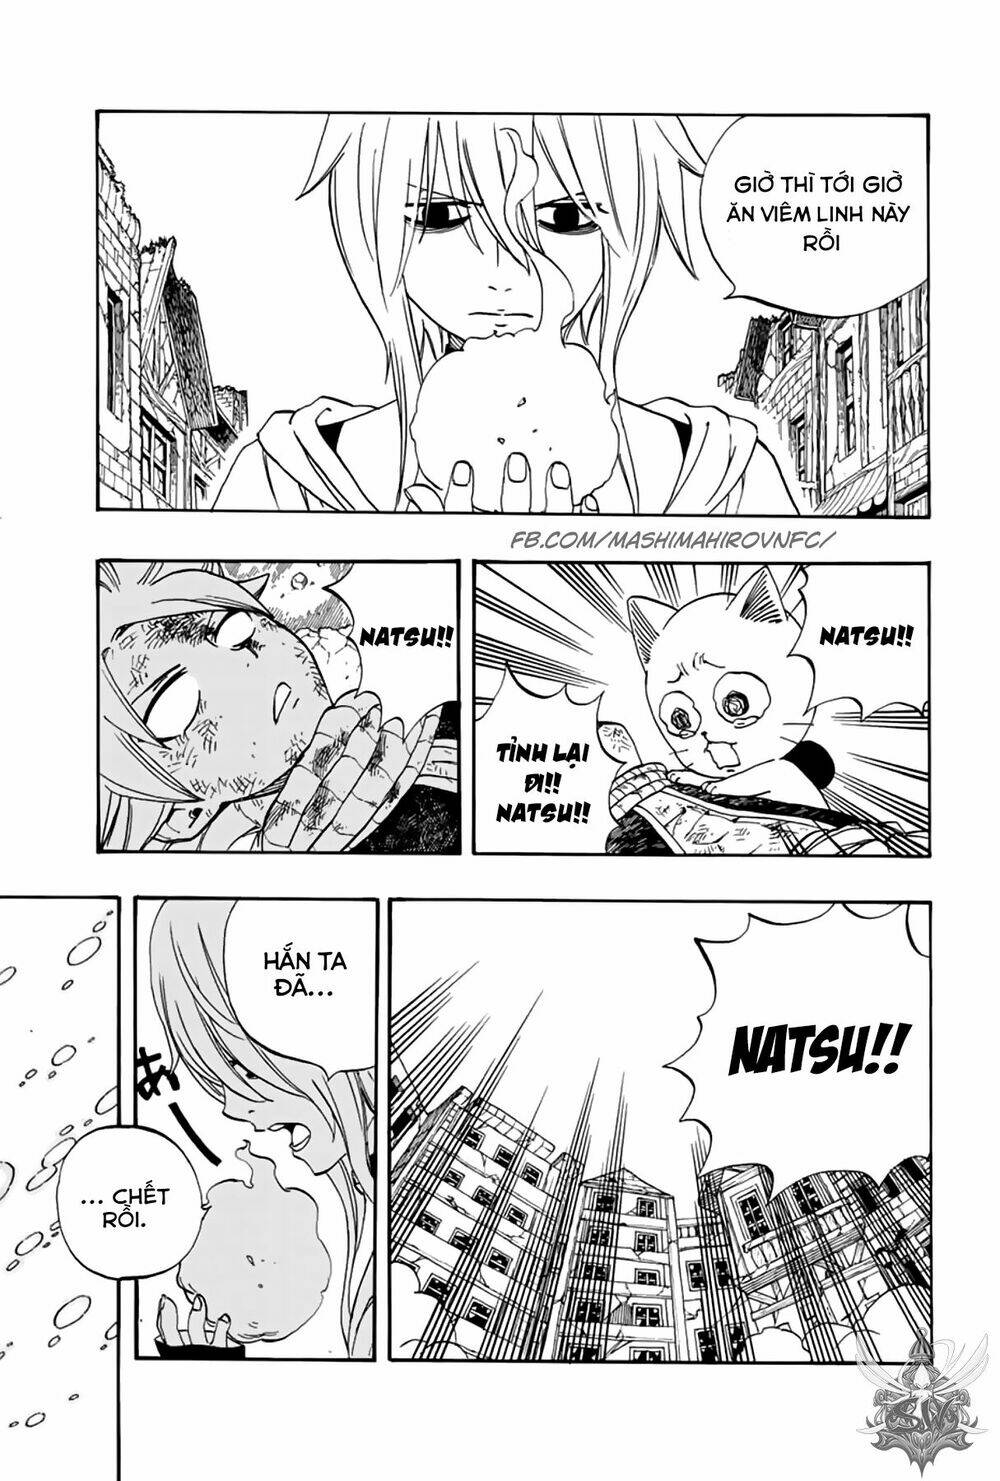 GIỜ THÌ TỚI GIỜ
ĂN VIÊM LINH NÀY
RỒI
FB.COM/MASHIMAHIROVNFC/
NATSU!!
TỈNH LẠI
ĐI!!
NATSU!!
NATSU!!
NATSU!!
HẮN TA
ĐÃ...
あー
... CHẾT
RỒI.